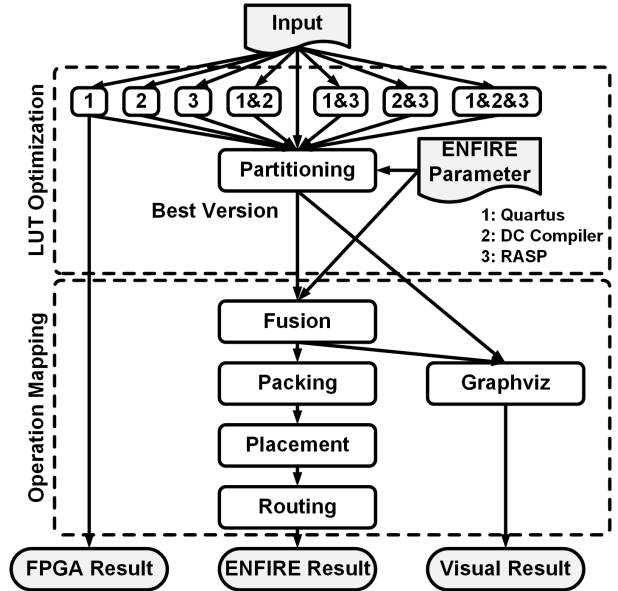 Input
LUT Optimization
1
2
3
1&2
1&3
2&3
1&2&3
Partitioning
ENFIRE
Parameter
Best Version
1: Quartus
2: DC Compiler
3: RASP
Operation Mapping
Fusion
Packing
Graphviz
Placement
Routing
FPGA Result
ENFIRE Result
Visual Result